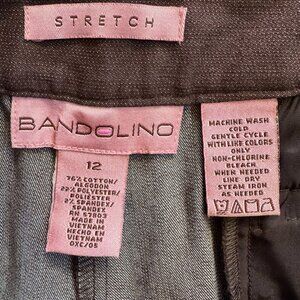 STRETCH
BANDOLINO
12
76% COTTON/
ALGODON
22% POLYESTER/
POLIESTER
2% SPANDEX/
SPANDEX
RN 57803
MADE IN
VIETNAM
HECHO EN
VIETNAM
OXC/05
MACHINE WASH
COLD
GENTLE CYCLE
WITH LIKE COLORS
ONLY
NON-CHLORINE
BLEACH
WHEN NEEDED
LINE DRY
STEAM IRON
AS NEEDED